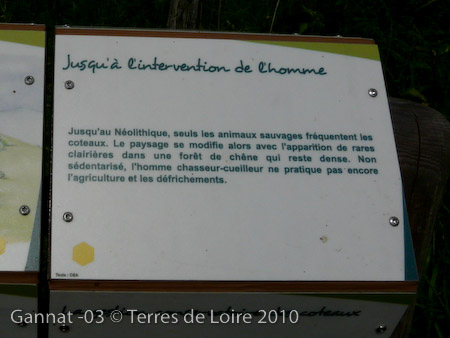 Jusqu'à l'intervention de l'homme
Jusqu'au Néolithique, seuls les animaux sauvages fréquentent les
coteaux. Le paysage se modifie alors avec l'apparition de rares
clairières dans une forêt de chêne qui reste dense. Non
sédentarisé, l'homme chasseur-cueilleur ne pratique pas encore
l'agriculture et les défrichements.
coteaux
Gannat -03 © Terres de Loire 2010